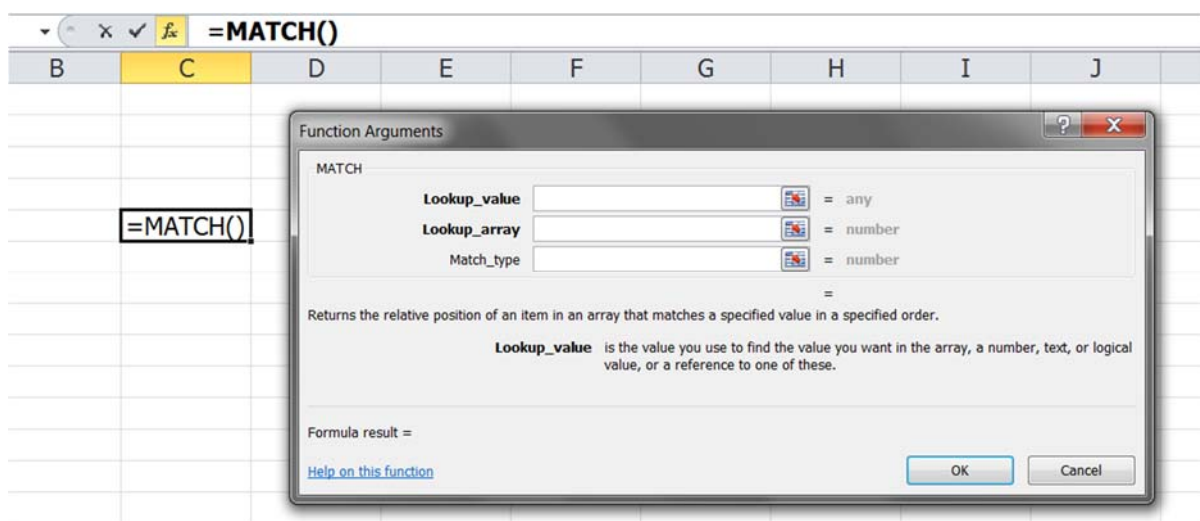 fx =MATCH()
B C D E F G H I J
Function Arguments ? X
MATCH
Lookup_value = any
Lookup_array = number
=MATCH()
Match_type = number
=
Returns the relative position of an item in an array that matches a specified value in a specified order.
Lookup_value is the value you use to find the value you want in the array, a number, text, or logical
value, or a reference to one of these.
Formula result =
Help on this function OK Cancel